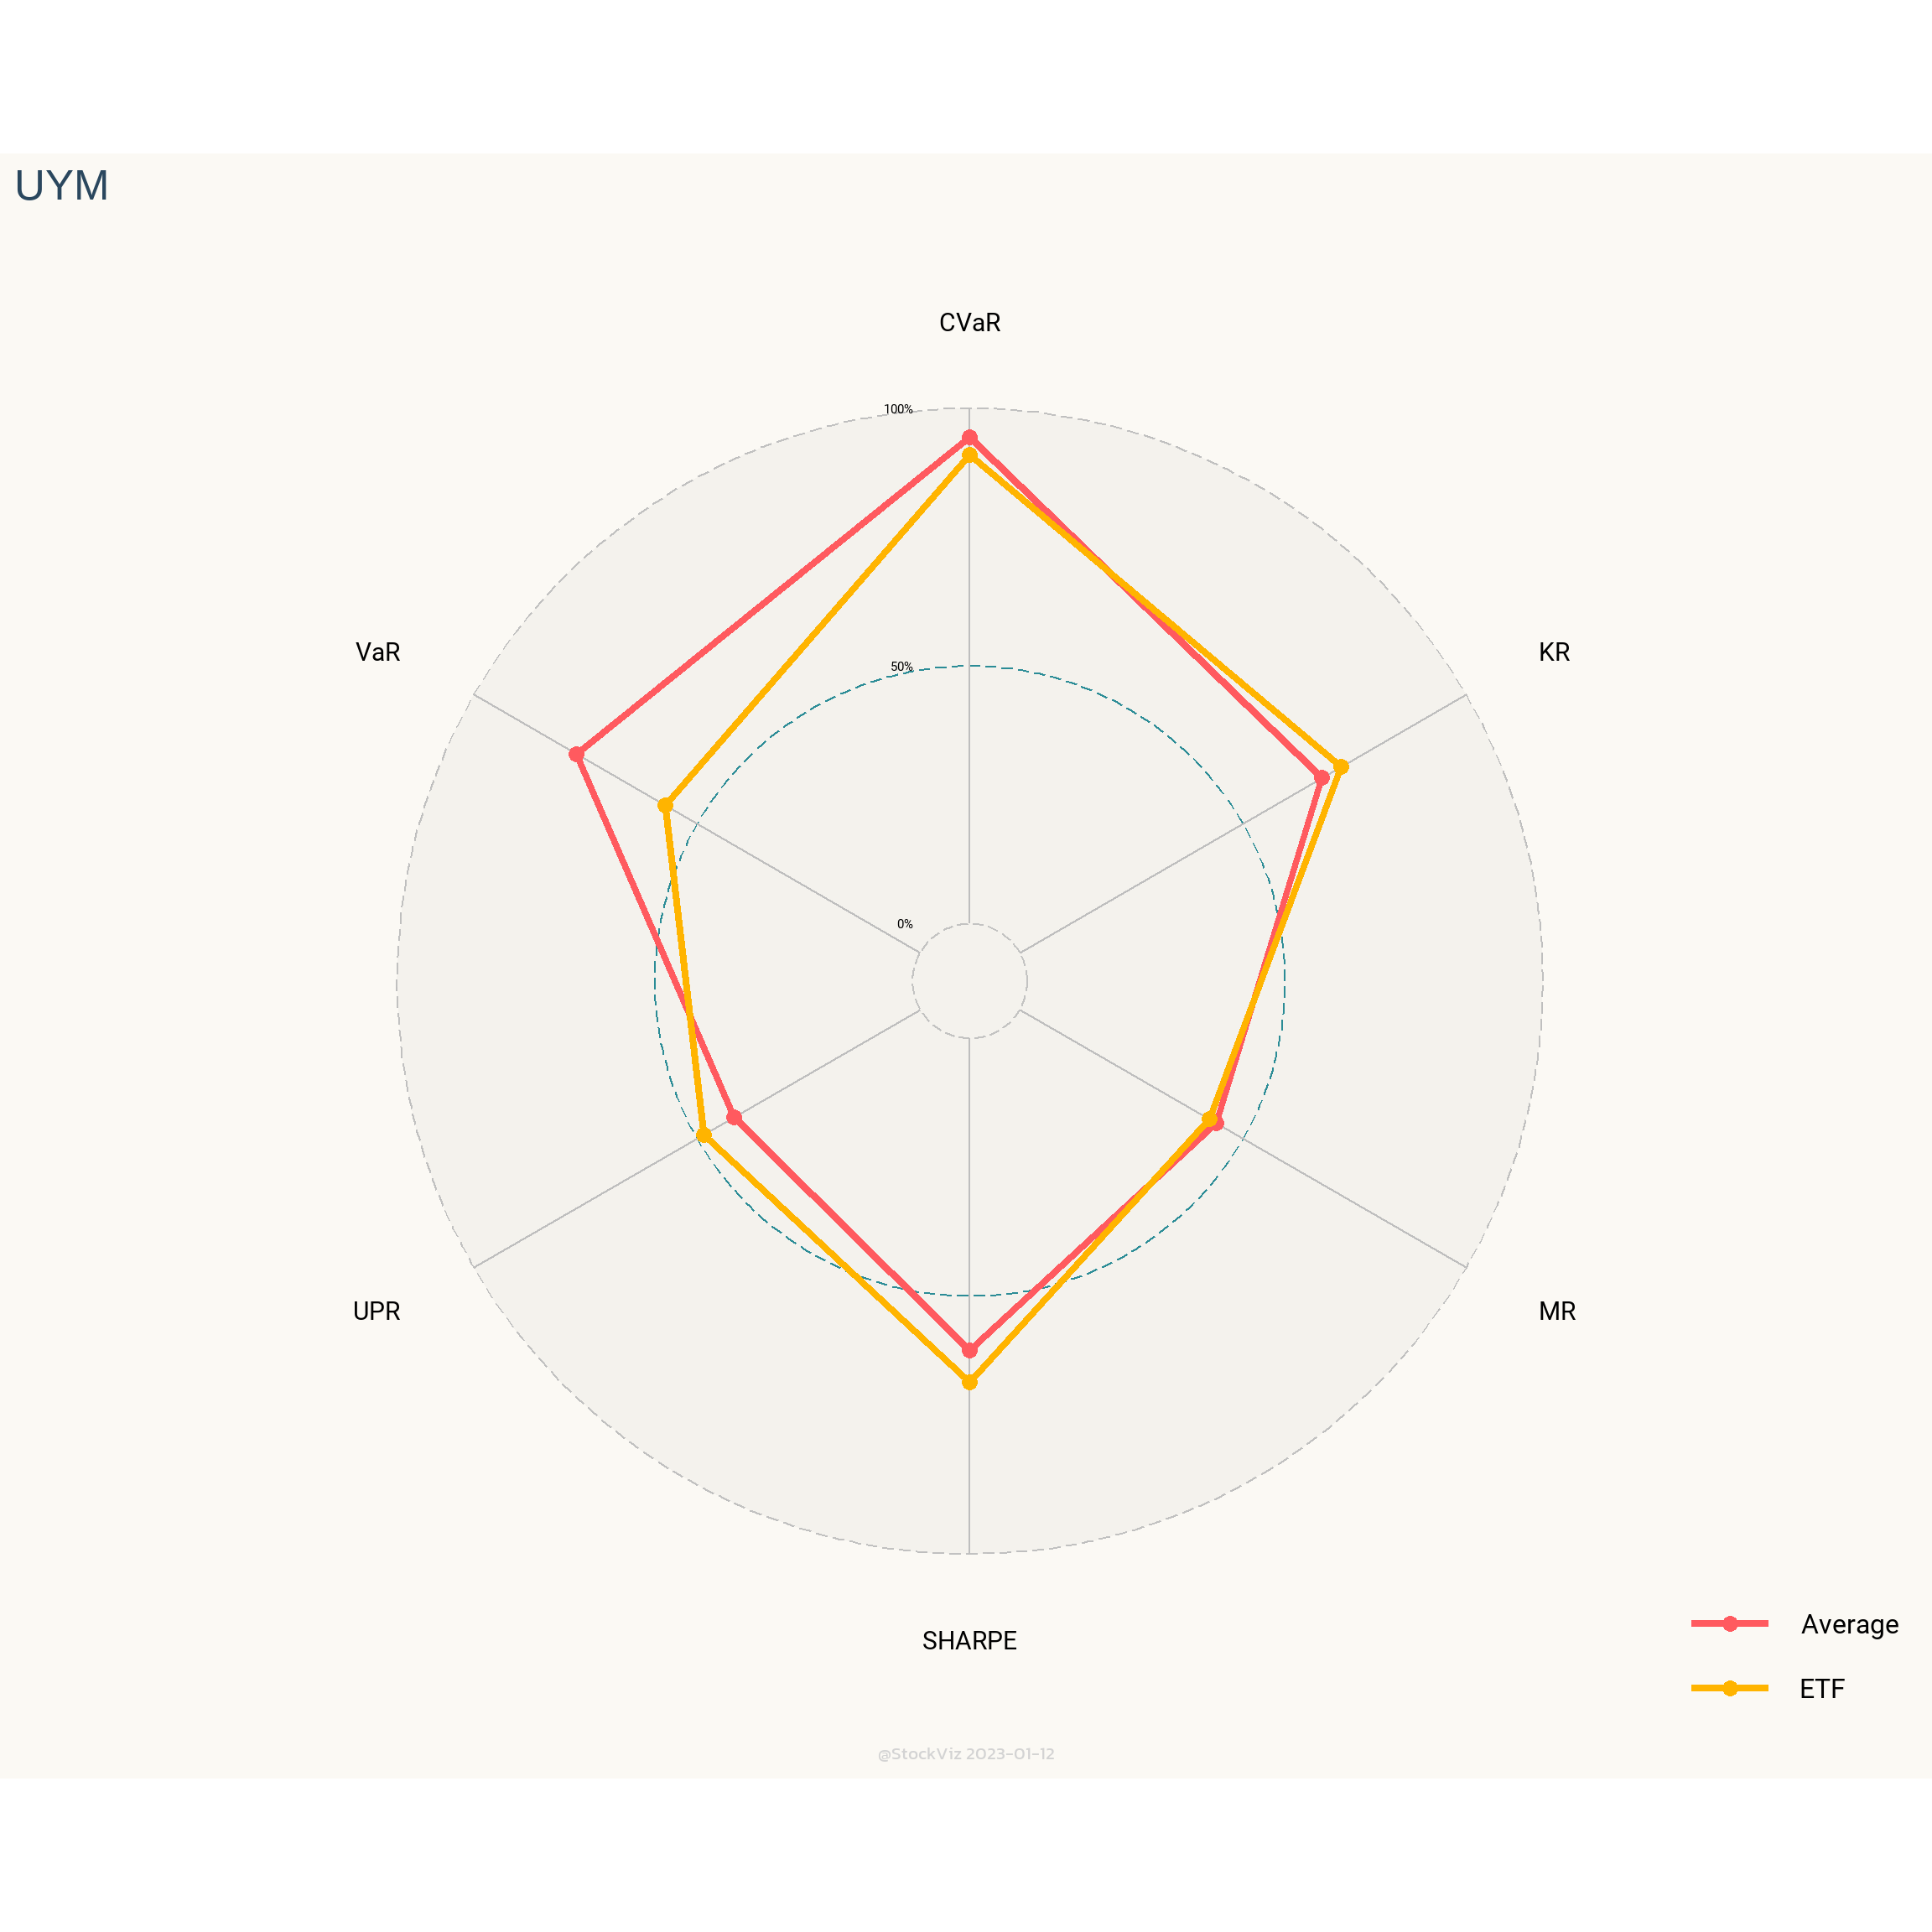 UYM
CVaR
100%
KR
VaR
50%
0%
UPR
MR
SHARPE
Average
ETF
@StockViz 2023-01-12